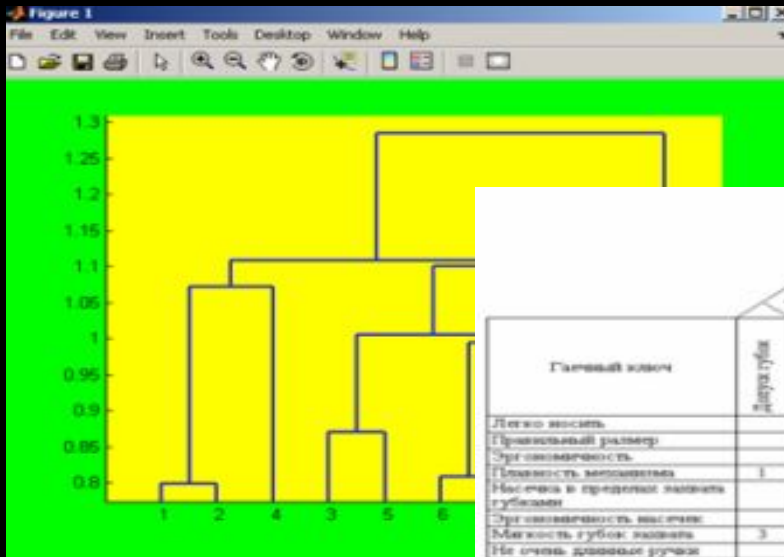 Figure 1
File Edit View Insert Tools Desktop Window Help
1.3
1.25
1.2
1.15
1.1
1.05
1
0.95
0.9
0.85
0.8
1 2 4 3 5 6
Гаечный ключ
Допуск губок
Легко носить
Правильный размер
Эргономичность
Плавность механизма 1
Насечка в пределах захвата
губками
Эргономичность насечек
Мягкость губок захвата 3
Не очень длинные ручки